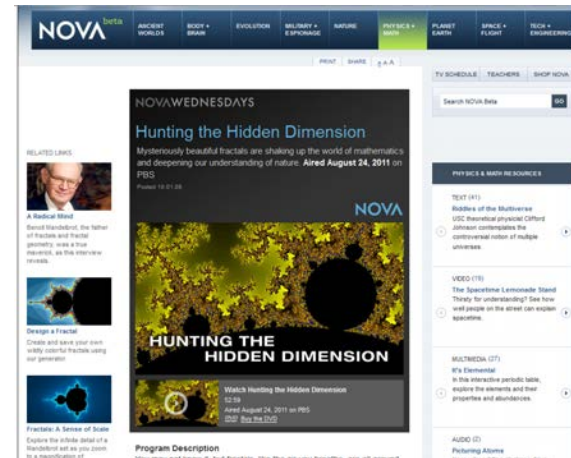 NOVA beta
ANCIENT WORLDS
BODY + BRAIN
EVOLUTION
MILITARY + ESPIONAGE
NATURE
PHYSICS + MATH
PLANET EARTH
SPACE + FLIGHT
TECH + ENGINEERING
PRINT SHARE A A A
TV SCHEDULE TEACHERS SHOP NOVA
Search NOVA Beta GO
NOVAWEDNESDAYS
Hunting the Hidden Dimension
Mysteriously beautiful fractals are shaking up the world of mathematics
and deepening our understanding of nature. Aired August 24, 2011 on
PBS
Posted 10.01.08
NOVA
HUNTING THE
HIDDEN DIMENSION
Watch Hunting the Hidden Dimension
52:59
Aired August 24, 2011 on PBS
Buy the DVD
Program Description
RELATED LINKS
A Radical Mind
Benoit Mandelbrot, the father
of fractals and fractal
geometry, was a true
maverick, as this interview
reveals.
Design a Fractal
Create and save your own
wildly colorful fractals using
our generator.
Fractals: A Sense of Scale
Explore the infinite detail of a
Mandelbrot set as you zoom
to a magnification of
PHYSICS & MATH RESOURCES
TEXT (41)
Riddles of the Multiverse
USC theoretical physicist Clifford
Johnson contemplates the
controversial notion of multiple
universes.
VIDEO (19)
The Spacetime Lemonade Stand
Thirsty for understanding? See how
well people on the street can explain
spacetime.
MULTIMEDIA (27)
It's Elemental
In this interactive periodic table,
explore the elements and their
properties and abundances.
AUDIO (2)
Picturing Atoms